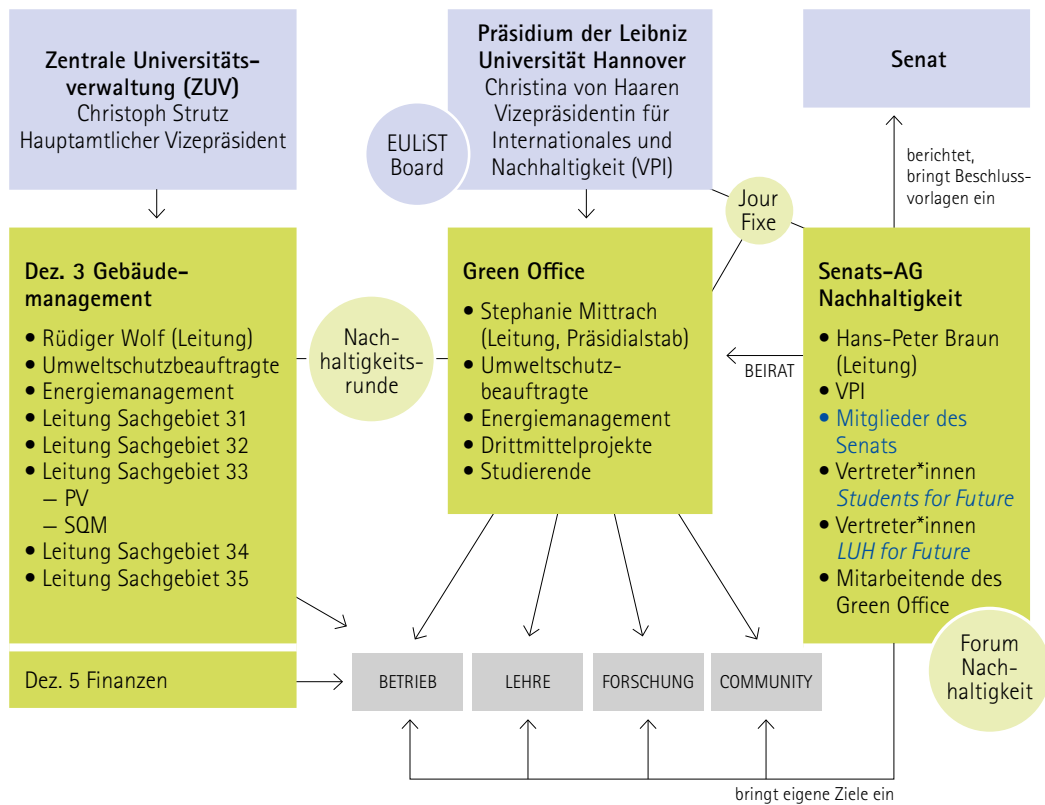 Zentrale Universitäts-
verwaltung (ZUV)
Christoph Strutz
Hauptamtlicher Vizepräsident
Präsidium der Leibniz
Universität Hannover
Christina von Haaren
Vizepräsidentin für
Internationales und
Nachhaltigkeit (VPI)
EULiST
Board
Senat
berichtet,
bringt Beschluss-
vorlagen ein
Jour
Fixe
Dez. 3 Gebäude-
management
• Rüdiger Wolf (Leitung)
• Umweltschutzbeauftragte
• Energiemanagement
• Leitung Sachgebiet 31
• Leitung Sachgebiet 32
• Leitung Sachgebiet 33
– PV
– SQM
• Leitung Sachgebiet 34
• Leitung Sachgebiet 35
Nach-
haltigkeits-
runde
Green Office
• Stephanie Mittrach
(Leitung, Präsidialstab)
• Umweltschutz-
beauftragte
• Energiemanagement
• Drittmittelprojekte
• Studierende
BEIRAT
Senats-AG
Nachhaltigkeit
• Hans-Peter Braun
(Leitung)
• VPI
• Mitglieder des
Senats
• Vertreter*innen
Students for Future
• Vertreter*innen
LUH for Future
• Mitarbeitende des
Green Office
Forum
Nach-
haltigkeit
Dez. 5 Finanzen
BETRIEB
LEHRE
FORSCHUNG
COMMUNITY
bringt eigene Ziele ein